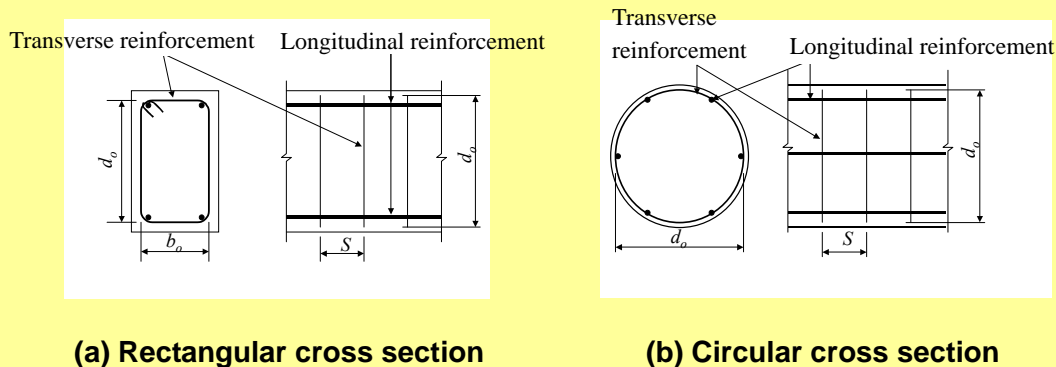 Transverse reinforcement
Longitudinal reinforcement
d_o
b_o
S
d_o
(a) Rectangular cross section
Transverse
reinforcement
Longitudinal reinforcement
d_o
S
d_o
(b) Circular cross section